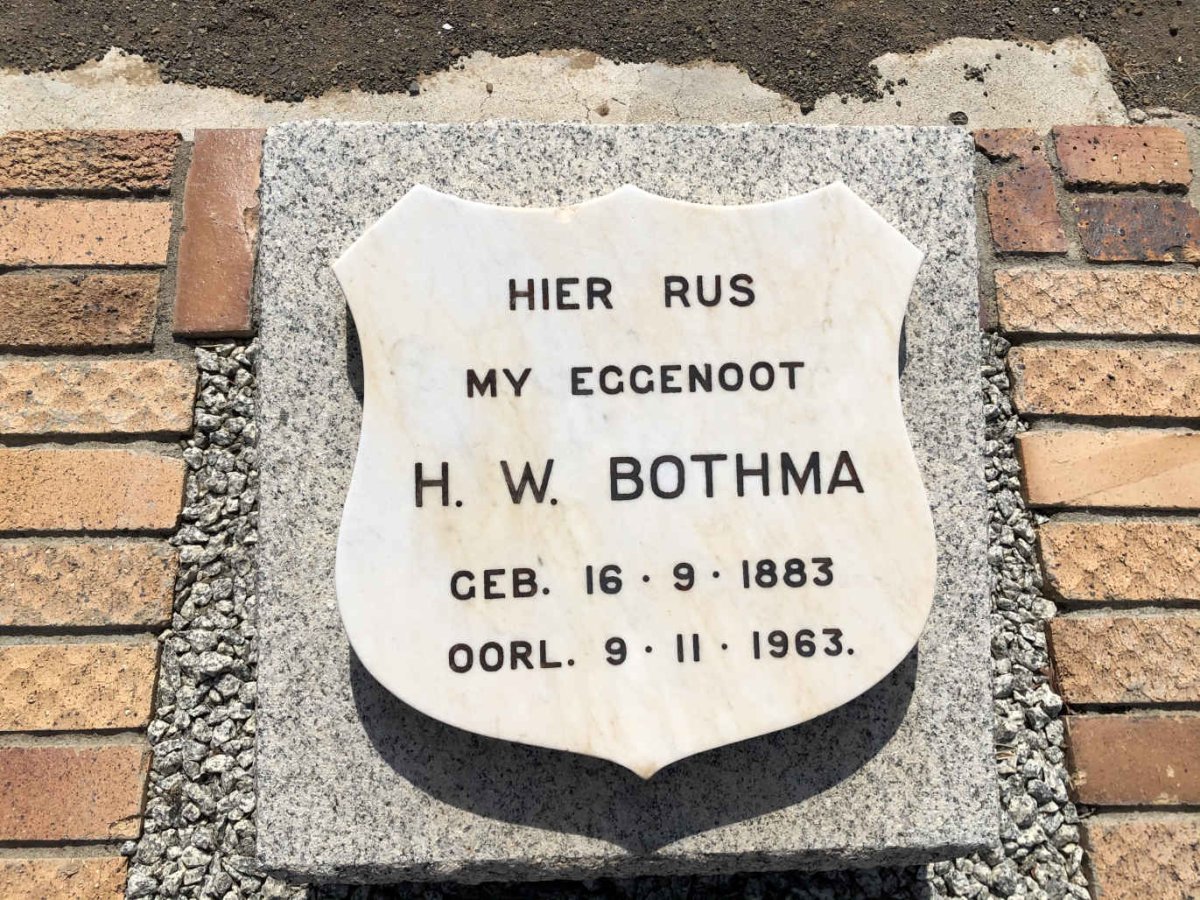 HIER RUS
MY EGGENOOT
H. W. BOTHMA
GEB. 16 · 9 · 1883
OORL. 9 · 11 · 1963.